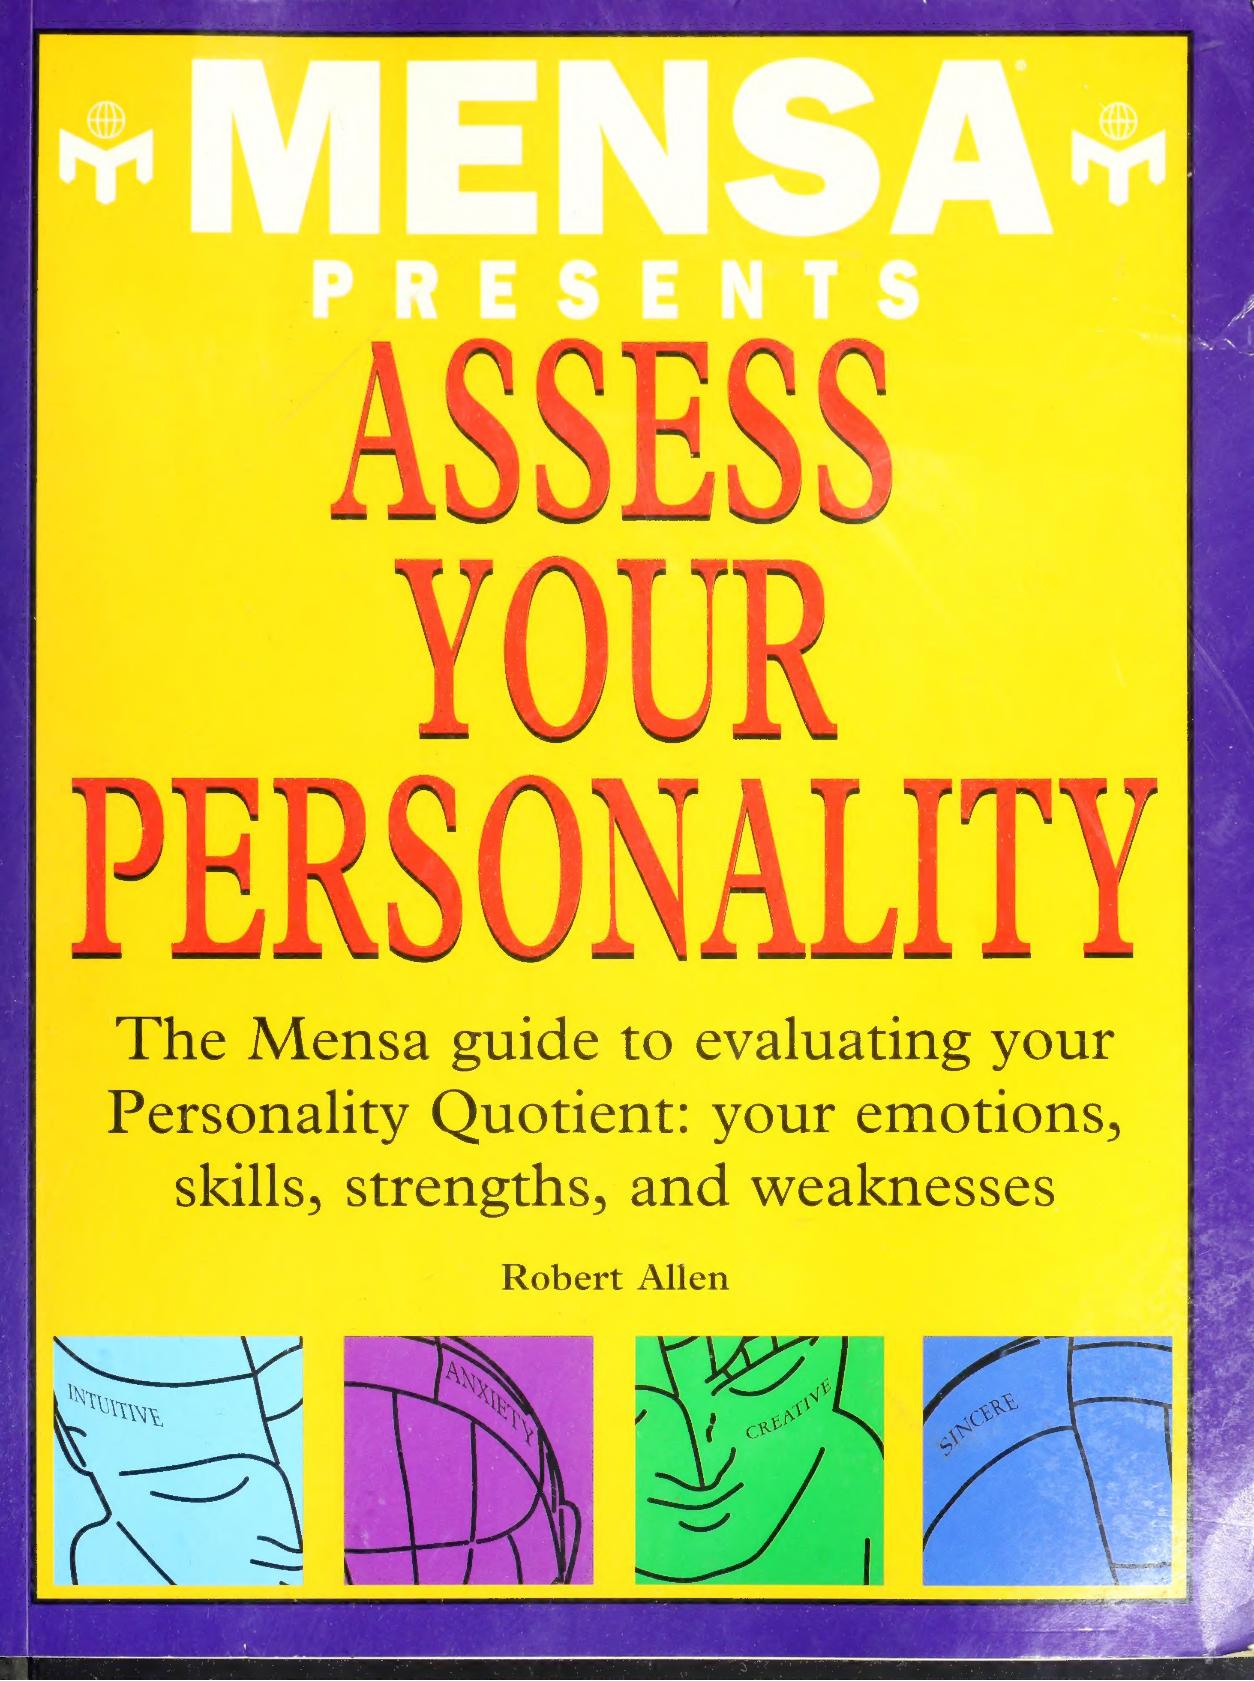 MENSA®
PRESENTS
ASSESS
YOUR
PERSONALITY
The Mensa guide to evaluating your
Personality Quotient: your emotions,
skills, strengths, and weaknesses
Robert Allen
INTUITIVE
ANXIETY
CREATIVE
SINCERE